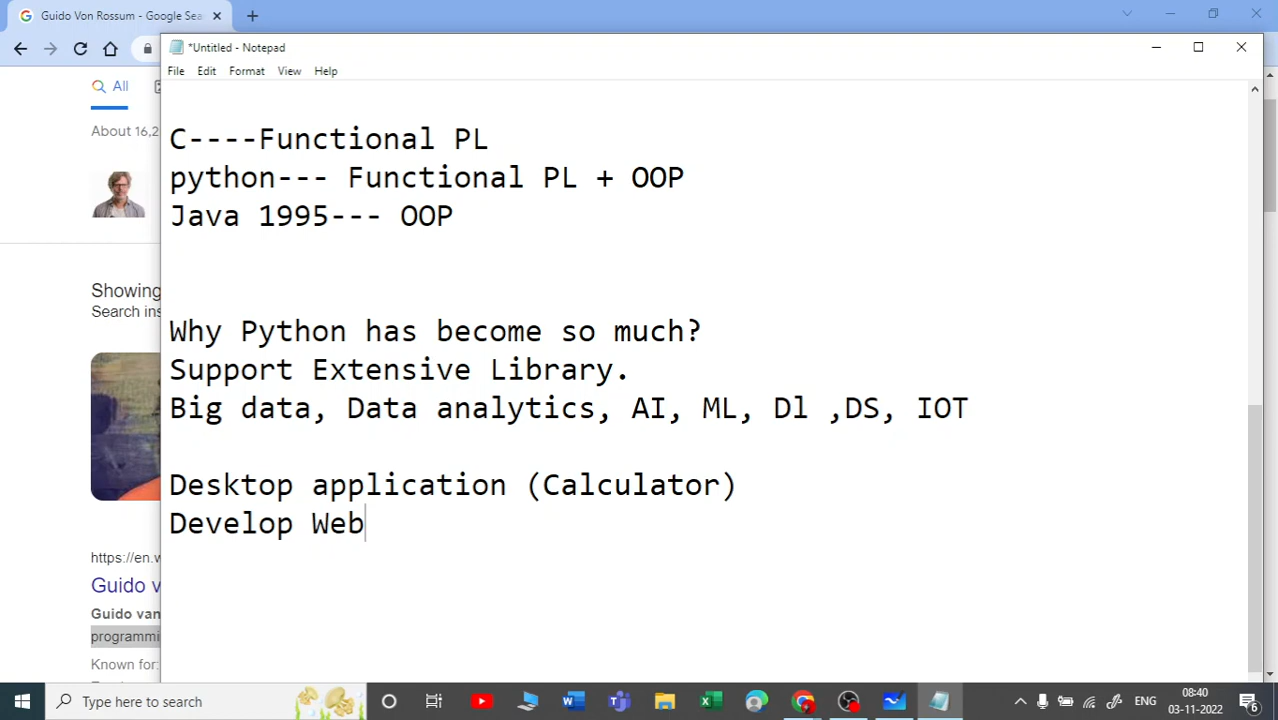 Guido Von Rossum - Google Sea
*Untitled - Notepad
File Edit Format View Help
All
About 16,2
C----Functional PL
python--- Functional PL + OOP
Java 1995--- OOP
Showing
Search ins
Why Python has become so much?
Support Extensive Library.
Big data, Data analytics, AI, ML, Dl ,DS, IOT
Desktop application (Calculator)
Develop Web
https://en.w
Guido v
Guido van
programmi
Known for:
Type here to search
ENG
08:40
03-11-2022
6